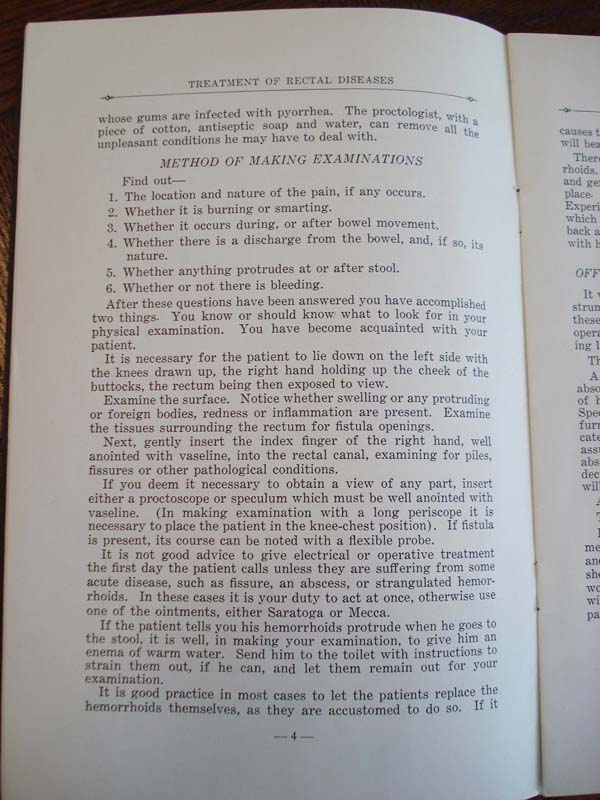 TREATMENT OF RECTAL DISEASES
whose gums are infected with pyorrhea. The proctologist, with a
piece of cotton, antiseptic soap and water, can remove all the
unpleasant conditions he may have to deal with.
METHOD OF MAKING EXAMINATIONS
Find out—
1. The location and nature of the pain, if any occurs.
2. Whether it is burning or smarting.
3. Whether it occurs during, or after bowel movement.
4. Whether there is a discharge from the bowel, and, if so, its
nature.
5. Whether anything protrudes at or after stool.
6. Whether or not there is bleeding.
After these questions have been answered you have accomplished
two things. You know or should know what to look for in your
physical examination. You have become acquainted with your
patient.
It is necessary for the patient to lie down on the left side with
the knees drawn up, the right hand holding up the cheek of the
buttocks, the rectum being then exposed to view.
Examine the surface. Notice whether swelling or any protruding
or foreign bodies, redness or inflammation are present. Examine
the tissues surrounding the rectum for fistula openings.
Next, gently insert the index finger of the right hand, well
anointed with vaseline, into the rectal canal, examining for piles,
fissures or other pathological conditions.
If you deem it necessary to obtain a view of any part, insert
either a proctoscope or speculum which must be well anointed with
vaseline. (In making examination with a long periscope it is
necessary to place the patient in the knee-chest position). If fistula
is present, its course can be noted with a flexible probe.
It is not good advice to give electrical or operative treatment
the first day the patient calls unless they are suffering from some
acute disease, such as fissure, an abscess, or strangulated hemor-
rhoids. In these cases it is your duty to act at once, otherwise use
one of the ointments, either Saratoga or Mecca.
If the patient tells you his hemorrhoids protrude when he goes to
the stool, it is well, in making your examination, to give him an
enema of warm water. Send him to the toilet with instructions to
strain them out, if he can, and let them remain out for your
examination.
It is good practice in most cases to let the patients replace the
hemorrhoids themselves, as they are accustomed to do so. If it
— 4 —
causes t
will bea
There
rhoids.
and ge
place.
Experi
which
back a
with h
OFF
It
strun
these
opera
ing l
Th
A
abso
of h
Spec
furn
cate
assu
abs
dec
will
A
T
me
and
she
wo
wi
pa